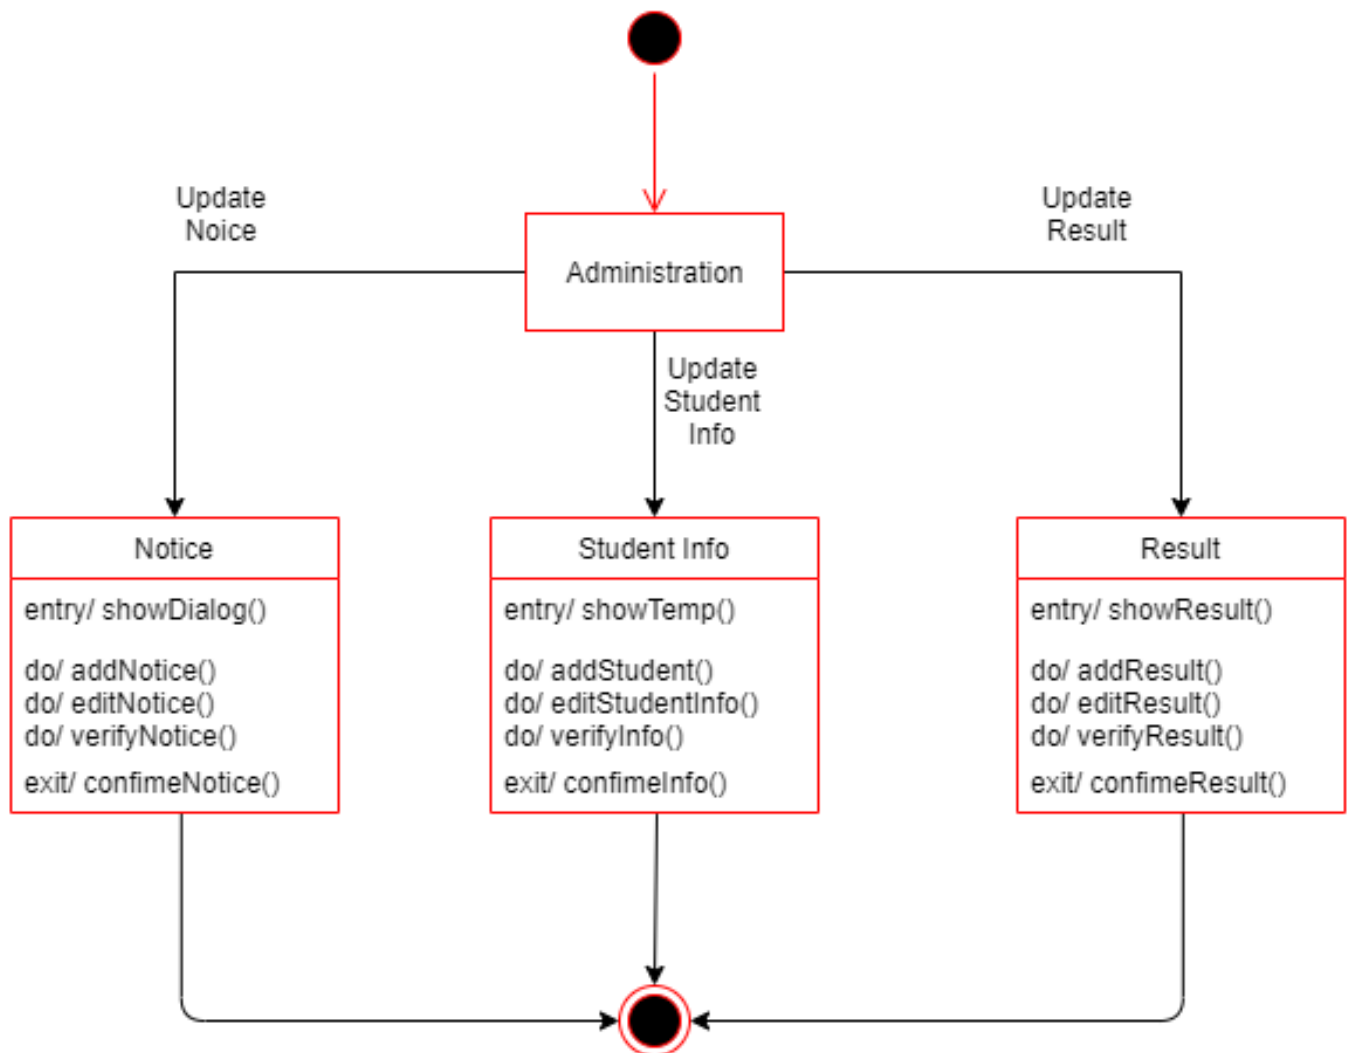 Update
Noice
Update
Result
Administration
Update
Student
Info
Notice
entry/ showDialog()
do/ addNotice()
do/ editNotice()
do/ verifyNotice()
exit/ confimeNotice()
Student Info
entry/ showTemp()
do/ addStudent()
do/ editStudentInfo()
do/ verifyInfo()
exit/ confimeInfo()
Result
entry/ showResult()
do/ addResult()
do/ editResult()
do/ verifyResult()
exit/ confimeResult()